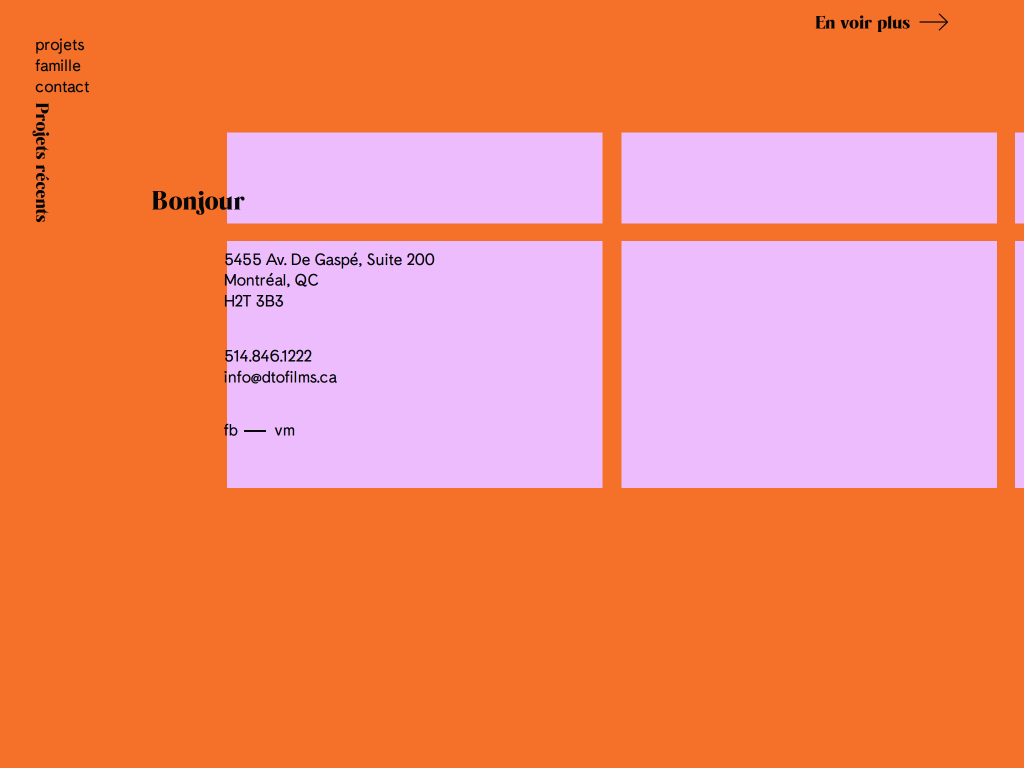 En voir plus
projets
famille
contact
Projets récents
Bonjour
5455 Av. De Gaspé, Suite 200
Montréal, QC
H2T 3B3
514.846.1222
info@dtofilms.ca
fb — vm